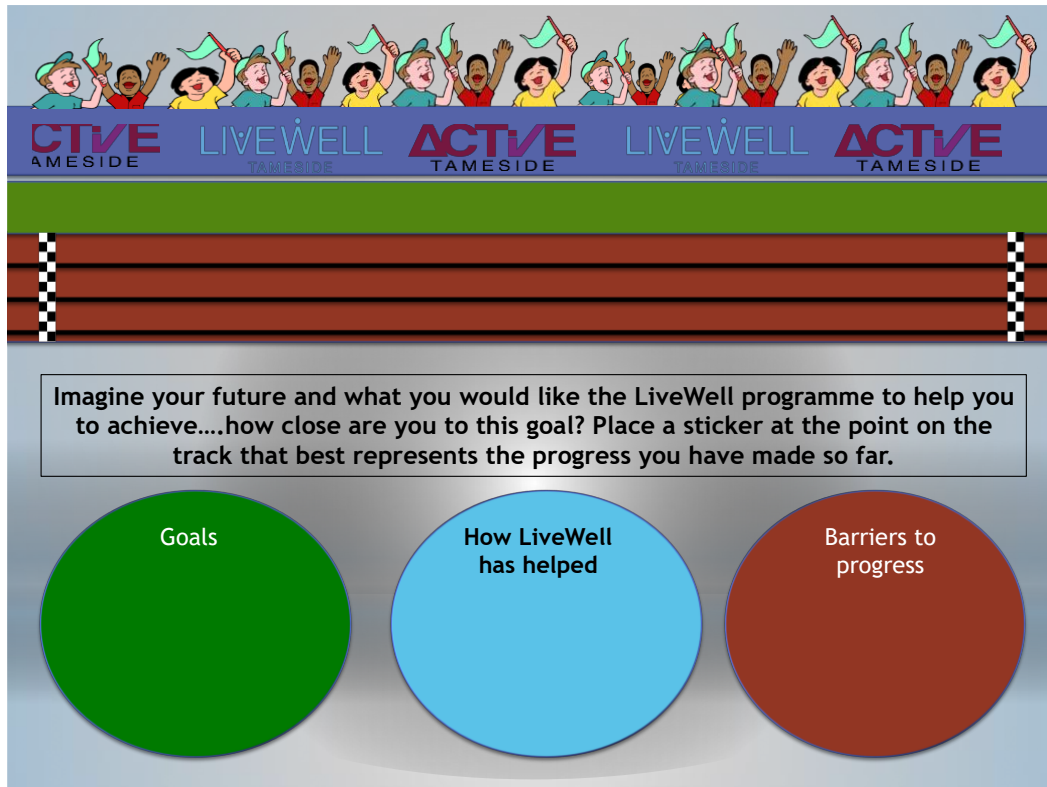 CTiVE LIVEWELL ACTiVE LIVEWELL ACTiVE
AMESIDE TAMESIDE TAMESIDE TAMESIDE TAMESIDE
Imagine your future and what you would like the LiveWell programme to help you
to achieve….how close are you to this goal? Place a sticker at the point on the
track that best represents the progress you have made so far.
Goals
How LiveWell
has helped
Barriers to
progress